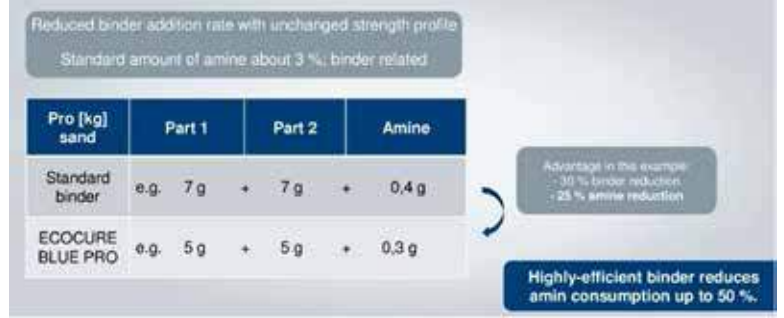 Reduced binder addition rate with unchanged strength profile
Standard amount of amine about 3 %; binder related
Pro [kg] sand Part 1 Part 2 Amine
Standard binder e.g. 7 g + 7 g + 0,4 g
ECOCURE BLUE PRO e.g. 5 g + 5 g + 0,3 g
Advantage in this example:
- 30 % binder reduction
- 25 % amine reduction
Highly-efficient binder reduces
amin consumption up to 50 %.